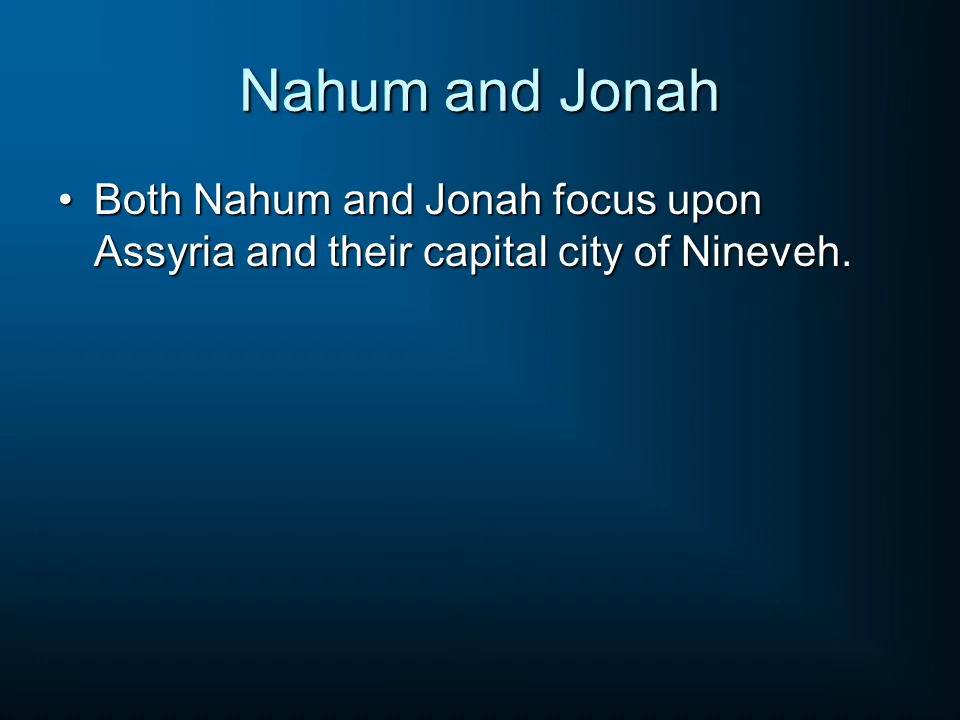 Nahum and Jonah
• Both Nahum and Jonah focus upon
Assyria and their capital city of Nineveh.